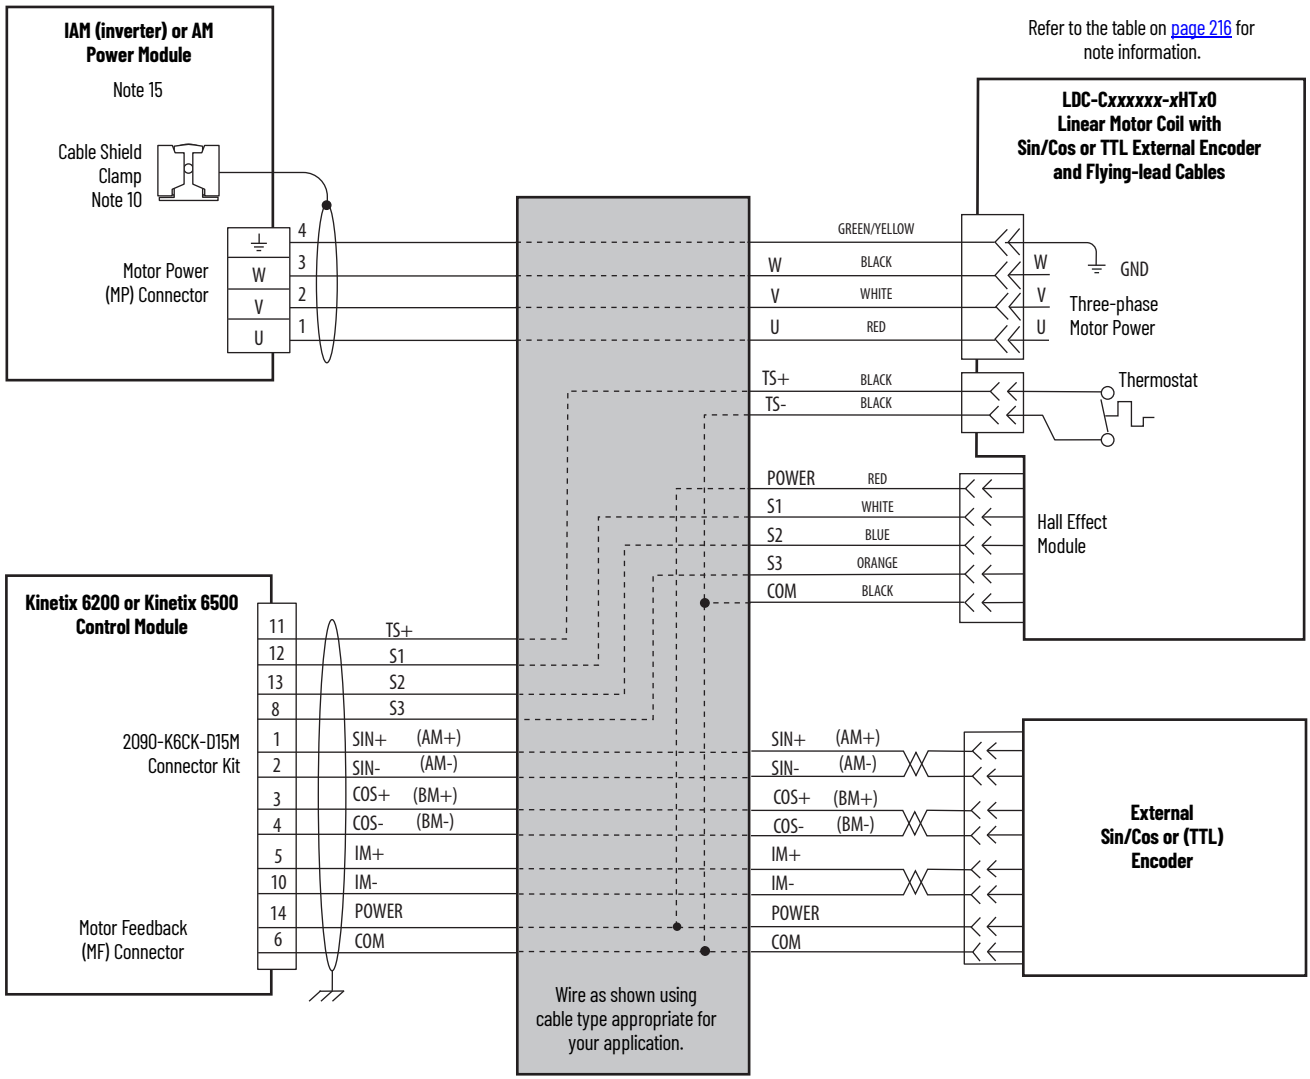 IAM (inverter) or AM
Power Module
Note 15
Cable Shield
Clamp
Note 10
Motor Power
(MP) Connector
W
V
U
4
3
2
1
Refer to the table on page 216 for
note information.
LDC-Cxxxxxx-xHTx0
Linear Motor Coil with
Sin/Cos or TTL External Encoder
and Flying-lead Cables
GREEN/YELLOW
W BLACK
V WHITE
U RED
W
V
U
GND
Three-phase
Motor Power
TS+ BLACK
TS- BLACK
Thermostat
POWER RED
S1 WHITE
S2 BLUE
S3 ORANGE
COM BLACK
Hall Effect
Module
Kinetix 6200 or Kinetix 6500
Control Module
2090-K6CK-D15M
Connector Kit
Motor Feedback
(MF) Connector
11 TS+
12 S1
13 S2
8 S3
1 SIN+ (AM+)
2 SIN- (AM-)
3 COS+ (BM+)
4 COS- (BM-)
5 IM+
10 IM-
14 POWER
6 COM
SIN+ (AM+)
SIN- (AM-)
COS+ (BM+)
COS- (BM-)
IM+
IM-
POWER
COM
External
Sin/Cos or (TTL)
Encoder
Wire as shown using
cable type appropriate for
your application.